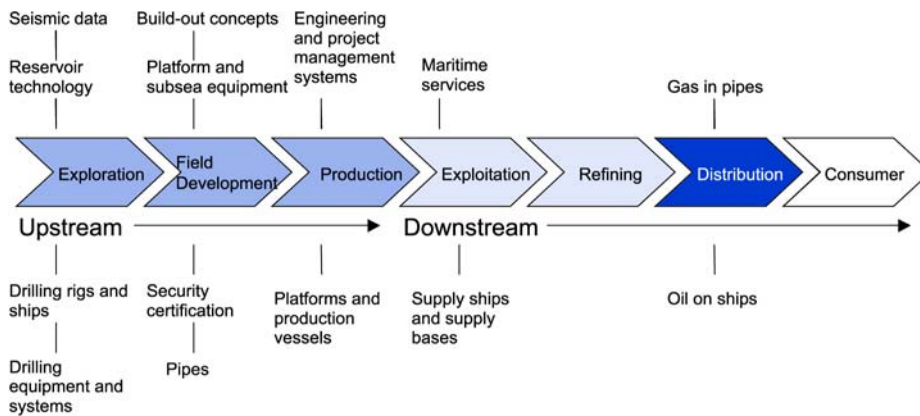 Seismic data
Reservoir
technology
Build-out concepts
Platform and
subsea equipment
Engineering
and project
management
systems
Maritime
services
Gas in pipes
Exploration
Field
Development
Production
Exploitation
Refining
Distribution
Consumer
Upstream
Downstream
Drilling rigs and
ships
Drilling
equipment and
systems
Security
certification
Pipes
Platforms and
production
vessels
Supply ships
and supply
bases
Oil on ships